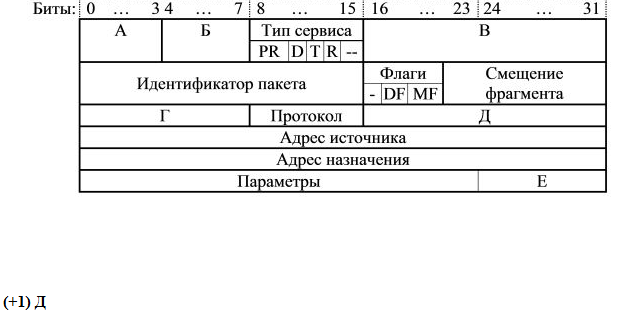 Биты: 0 … 3 4 … 7 8 … 15 16 … 23 24 … 31
А Б Тип сервиса В
PR D T R --
Идентификатор пакета Флаги Смещение
- DF MF фрагмента
Г Протокол Д
Адрес источника
Адрес назначения
Параметры Е
(+1) Д